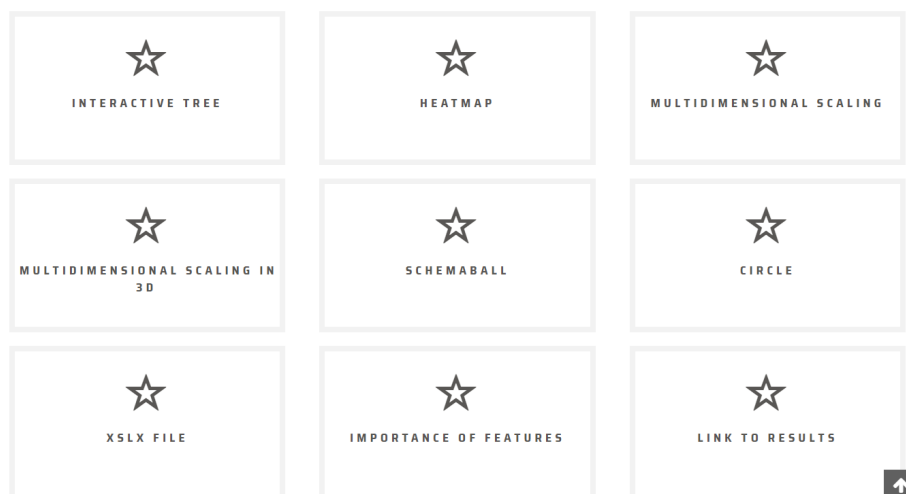 INTERACTIVE TREE
HEATMAP
MULTIDIMENSIONAL SCALING
MULTIDIMENSIONAL SCALING IN
3D
SCHEMABALL
CIRCLE
XSLX FILE
IMPORTANCE OF FEATURES
LINK TO RESULTS